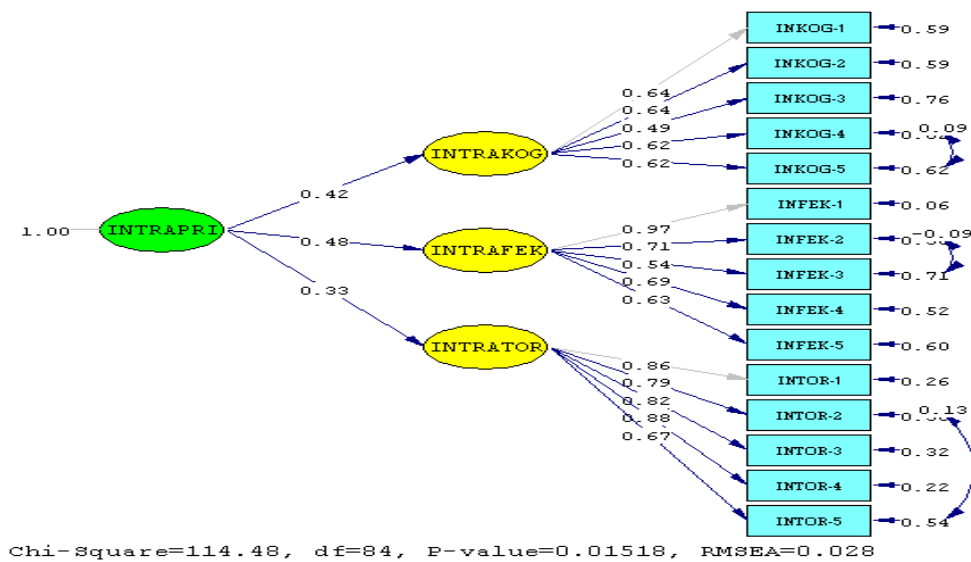 INKOG-1
0.59
INKOG-2
0.59
0.64
0.64
INKOG-3
0.76
0.49
INKOG-4
0.09
0.62
INTRAKOG
0.62
INKOG-5
0.62
0.42
INFEK-1
0.06
1.00
INTRAPRI
0.97
0.48
INTRAFEK
0.71
INFEK-2
-0.09
0.54
INFEK-3
0.71
0.69
0.33
0.63
INFEK-4
0.52
INTRATOR
INFEK-5
0.60
0.86
INTOR-1
0.26
0.79
0.82
INTOR-2
0.13
0.88
0.67
INTOR-3
0.32
INTOR-4
0.22
INTOR-5
0.54
Chi-Square=114.48, df=84, P-value=0.01518, RMSEA=0.028